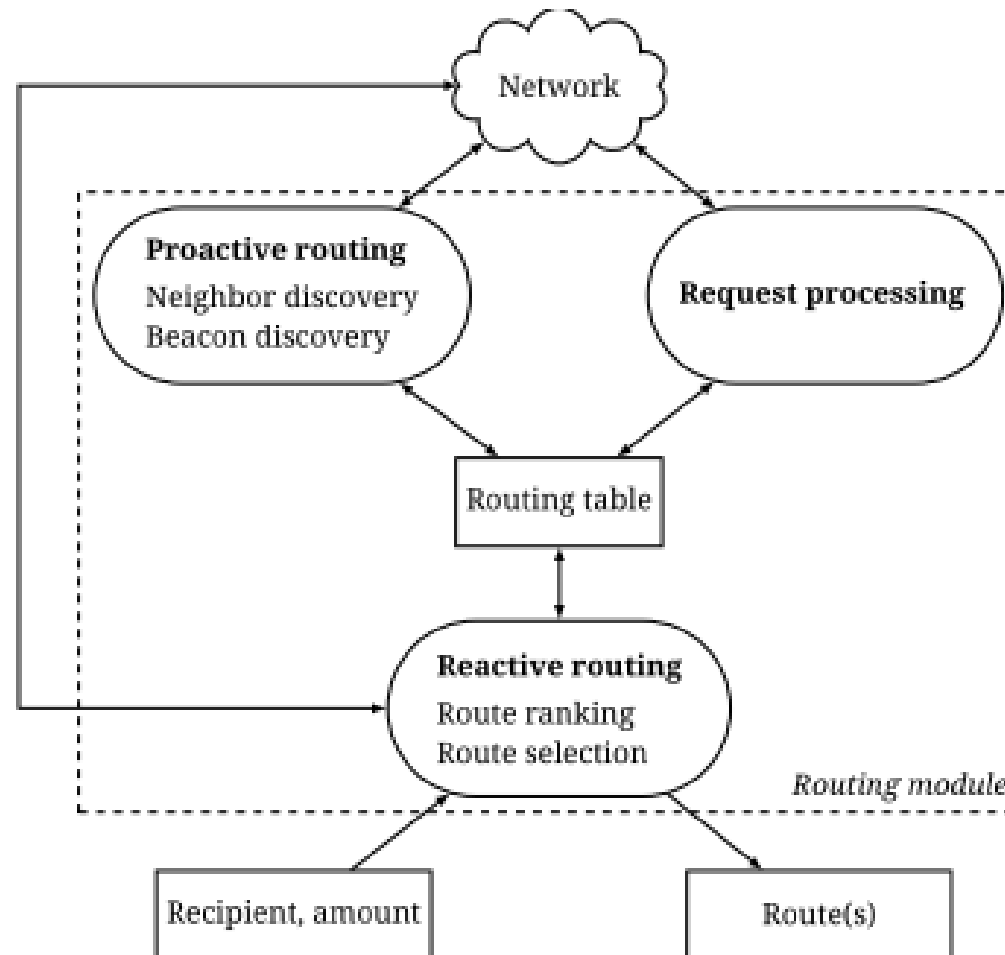 Network
Proactive routing
Neighbor discovery
Beacon discovery
Request processing
Routing table
Reactive routing
Route ranking
Route selection
Routing module
Recipient, amount
Route(s)